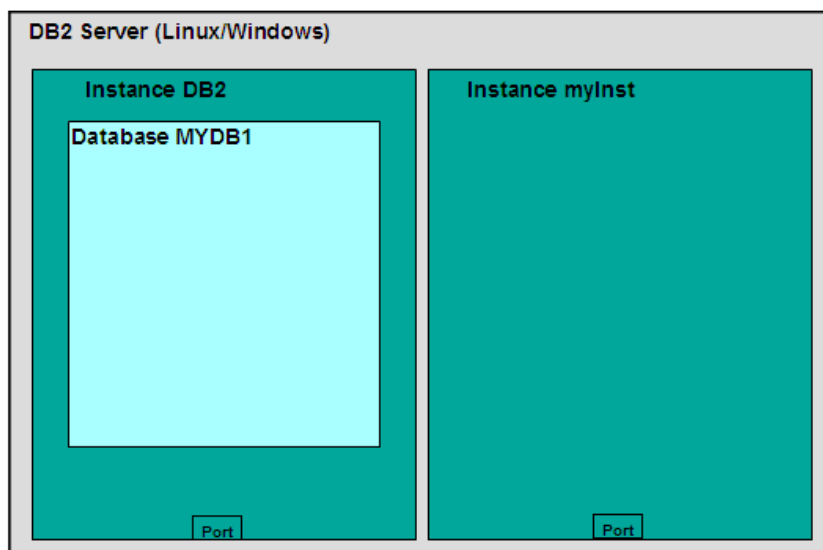 DB2 Server (Linux/Windows)
Instance DB2
Database MYDB1
Port
Instance myInst
Port